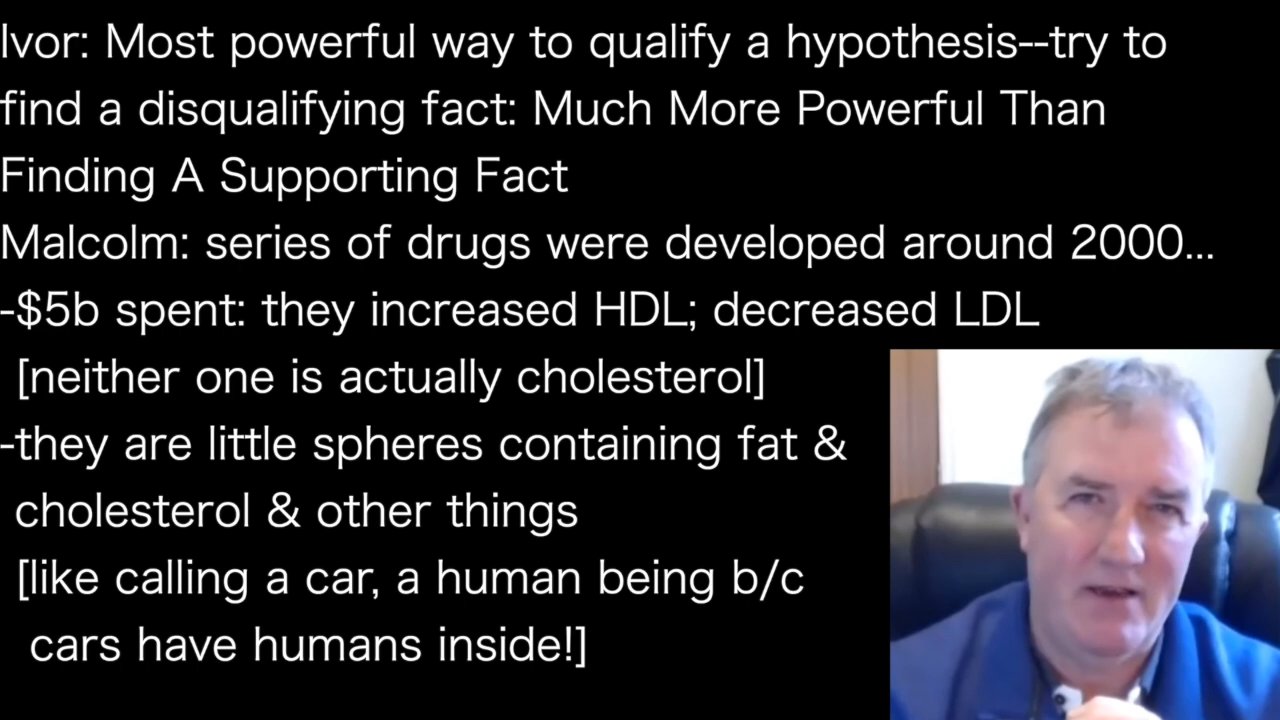 Ivor: Most powerful way to qualify a hypothesis--try to
find a disqualifying fact: Much More Powerful Than
Finding A Supporting Fact
Malcolm: series of drugs were developed around 2000...
-$5b spent: they increased HDL; decreased LDL
[neither one is actually cholesterol]
-they are little spheres containing fat &
cholesterol & other things
[like calling a car, a human being b/c
cars have humans inside!]